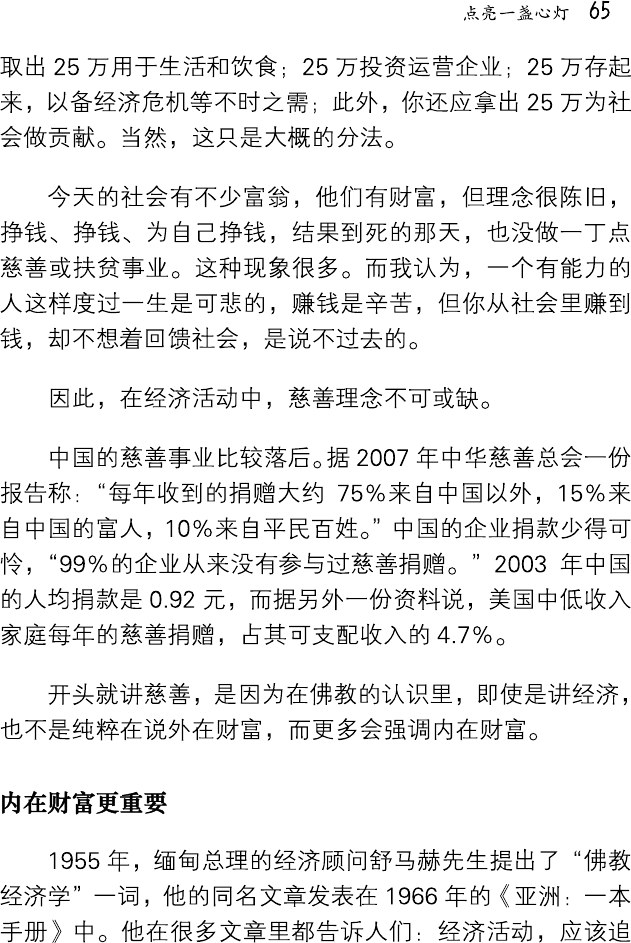 点亮一盏心灯 65
取出 25 万用于生活和饮食；25 万投资运营企业；25 万存起
来，以备经济危机等不时之需；此外，你还应拿出 25 万为社
会做贡献。当然，这只是大概的分法。
今天的社会有不少富翁，他们有财富，但理念很陈旧，
挣钱、挣钱、为自己挣钱，结果到死的那天，也没做一丁点
慈善或扶贫事业。这种现象很多。而我认为，一个有能力的
人这样度过一生是可悲的，赚钱是辛苦，但你从社会里赚到
钱，却不想着回馈社会，是说不过去的。
因此，在经济活动中，慈善理念不可或缺。
中国的慈善事业比较落后。据 2007 年中华慈善总会一份
报告称：“每年收到的捐赠大约 75%来自中国以外，15%来
自中国的富人，10%来自平民百姓。”中国的企业捐款少得可
怜，“99%的企业从来没有参与过慈善捐赠。” 2003 年中国
的人均捐款是 0.92 元，而据另外一份资料说，美国中低收入
家庭每年的慈善捐赠，占其可支配收入的 4.7%。
开头就讲慈善，是因为在佛教的认识里，即使是讲经济，
也不是纯粹在说外在财富，而更多会强调内在财富。
内在财富更重要
1955 年，缅甸总理的经济顾问舒马赫先生提出了“佛教
经济学”一词，他的同名文章发表在 1966 年的《亚洲：一本
手册》中。他在很多文章里都告诉人们：经济活动，应该追